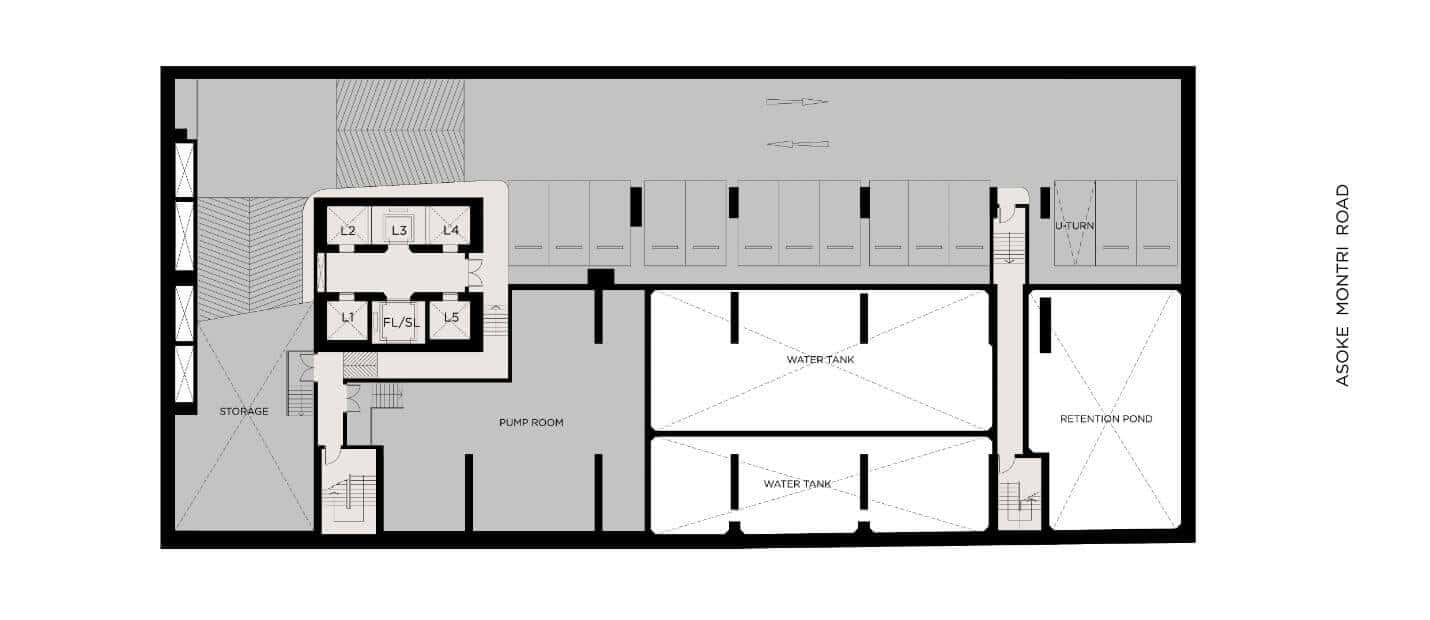 L2
L3
L4
U-TURN
L1
FL/SL
L5
WATER TANK
STORAGE
PUMP ROOM
RETENTION POND
WATER TANK
ASOKE MONTRI ROAD